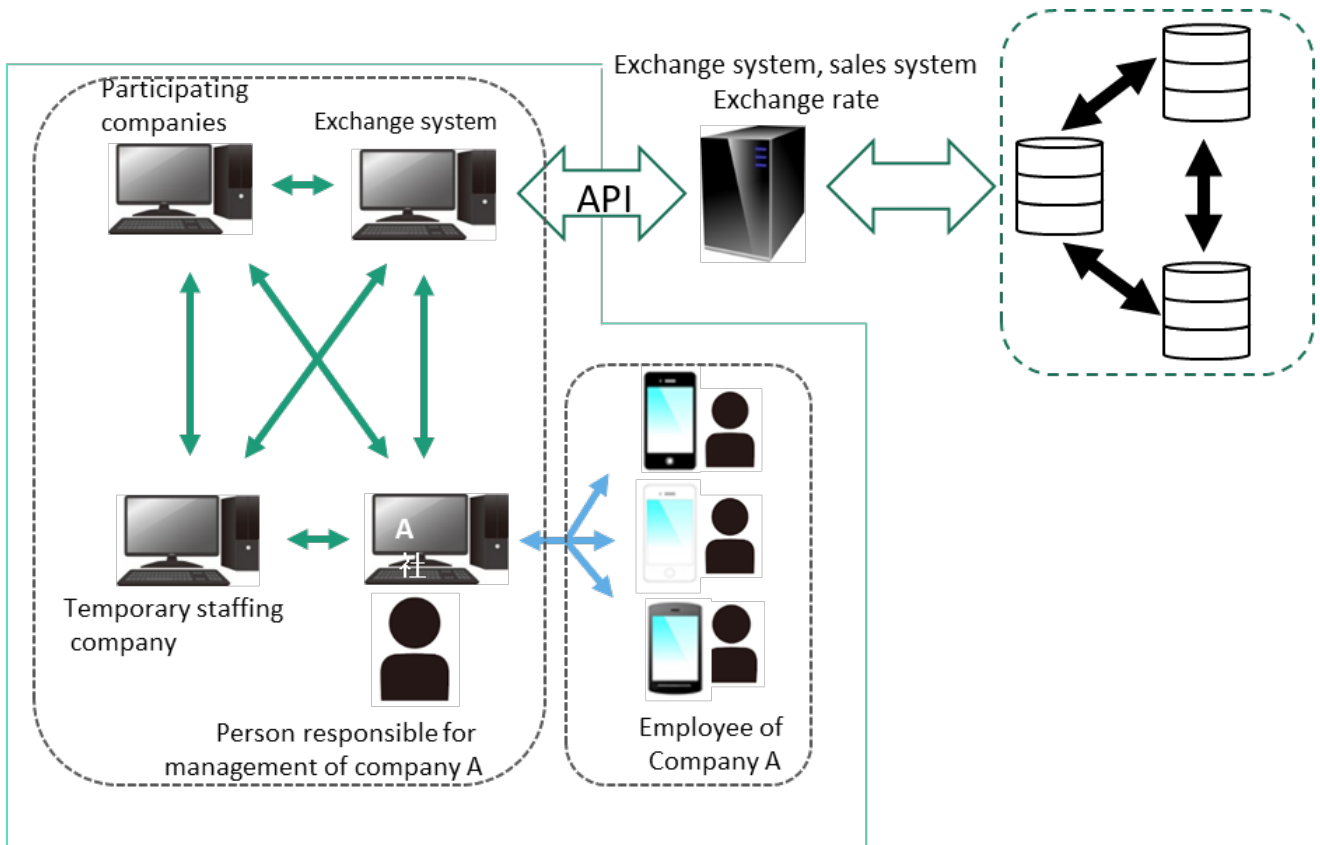 Participating
companies
Exchange system
Exchange system, sales system
Exchange rate
API
A
社
Temporary staffing
company
Person responsible for
management of company A
Employee of
Company A